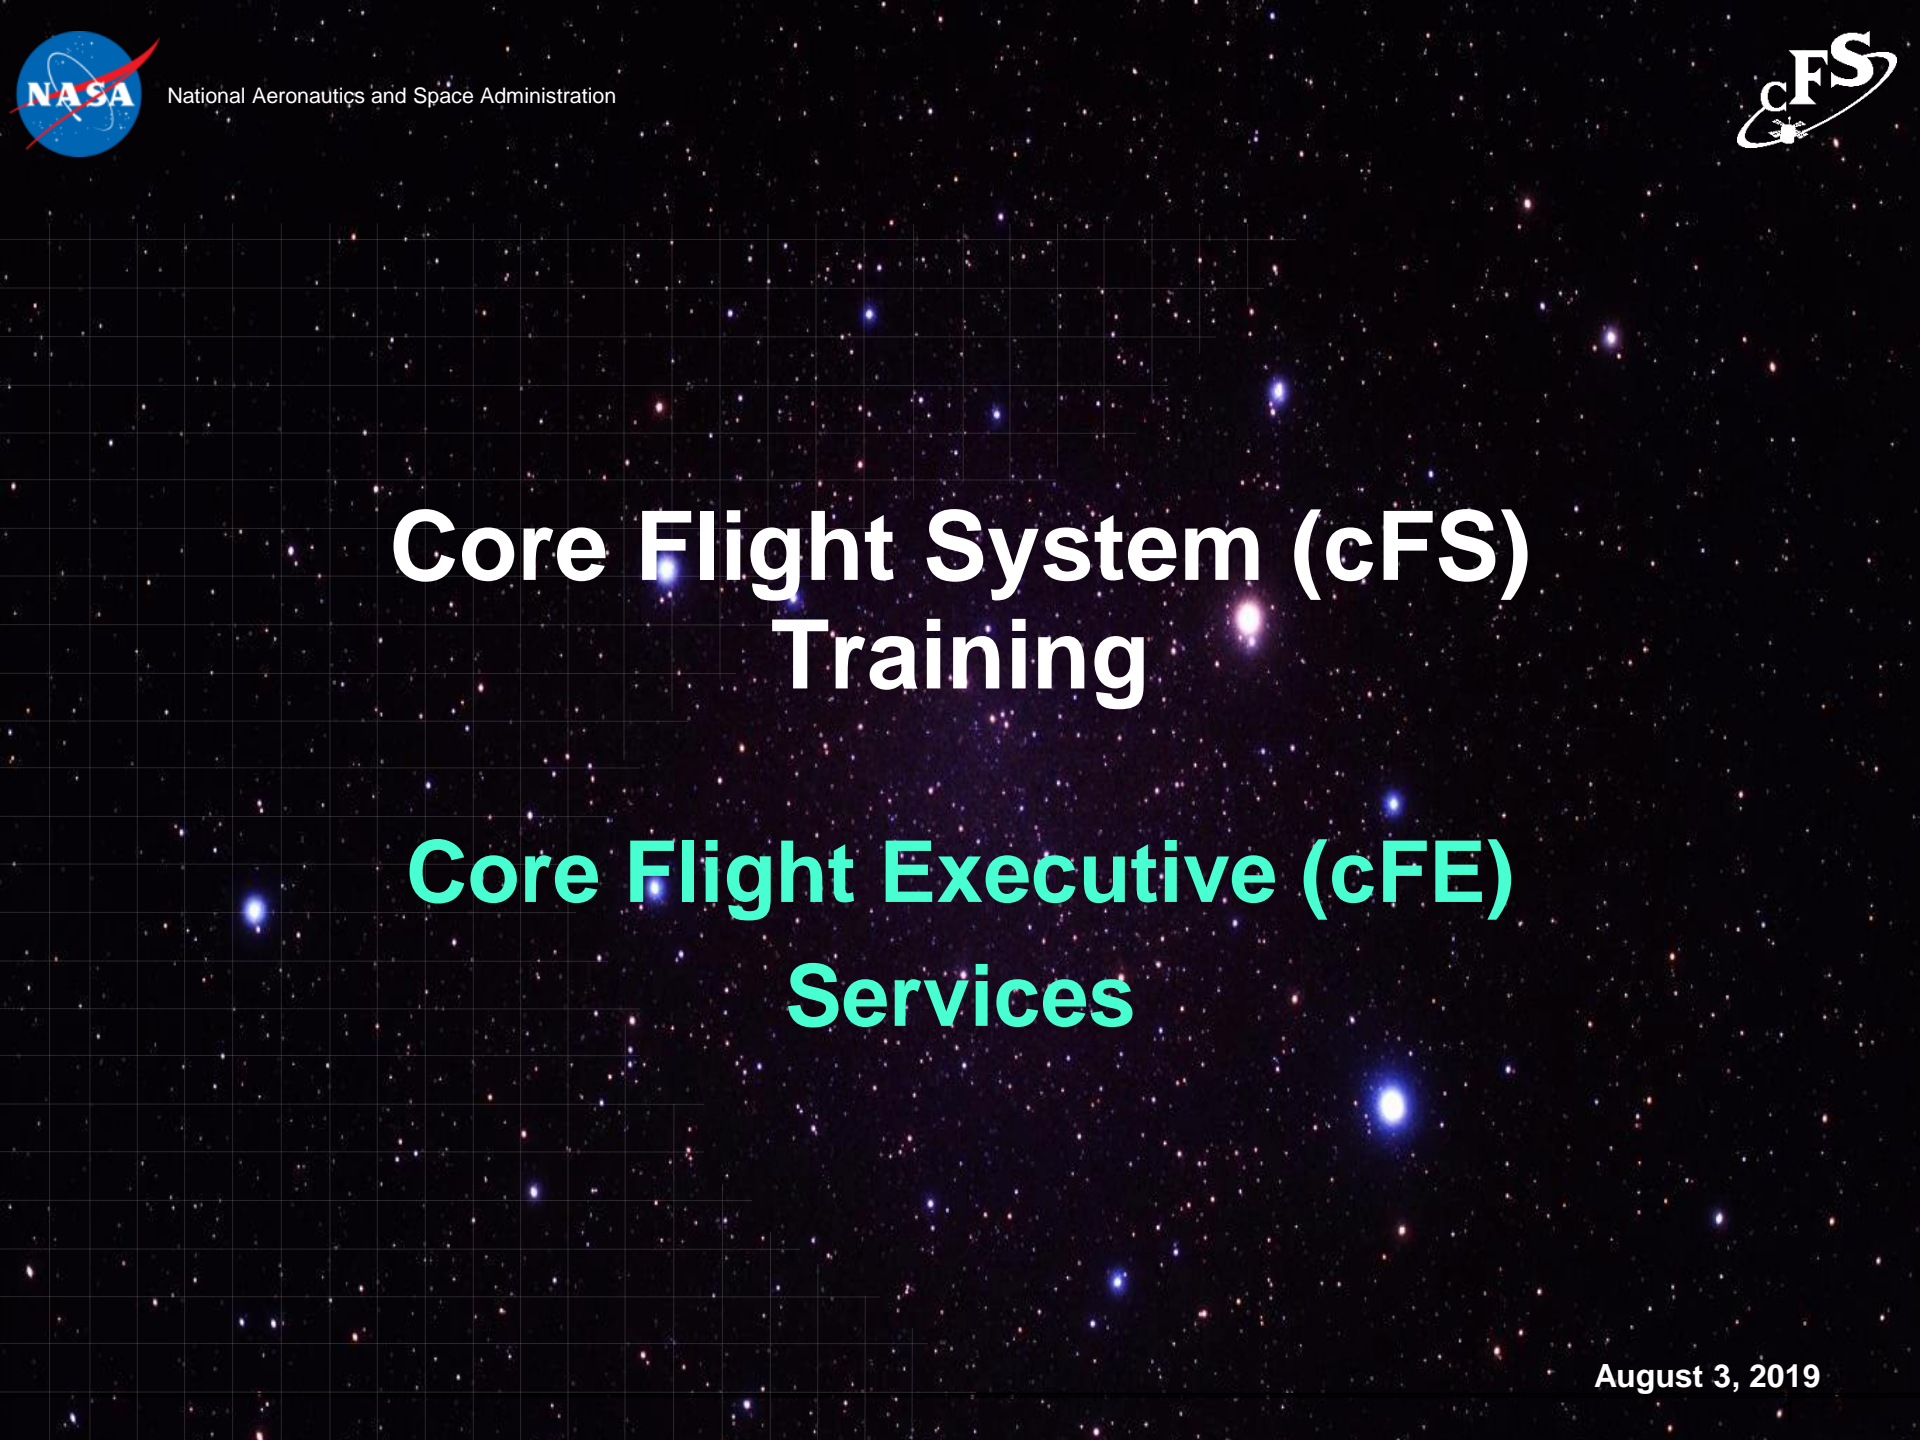 NASA
National Aeronautics and Space Administration
cFS
Core Flight System (cFS)
Training
Core Flight Executive (cFE)
Services
August 3, 2019